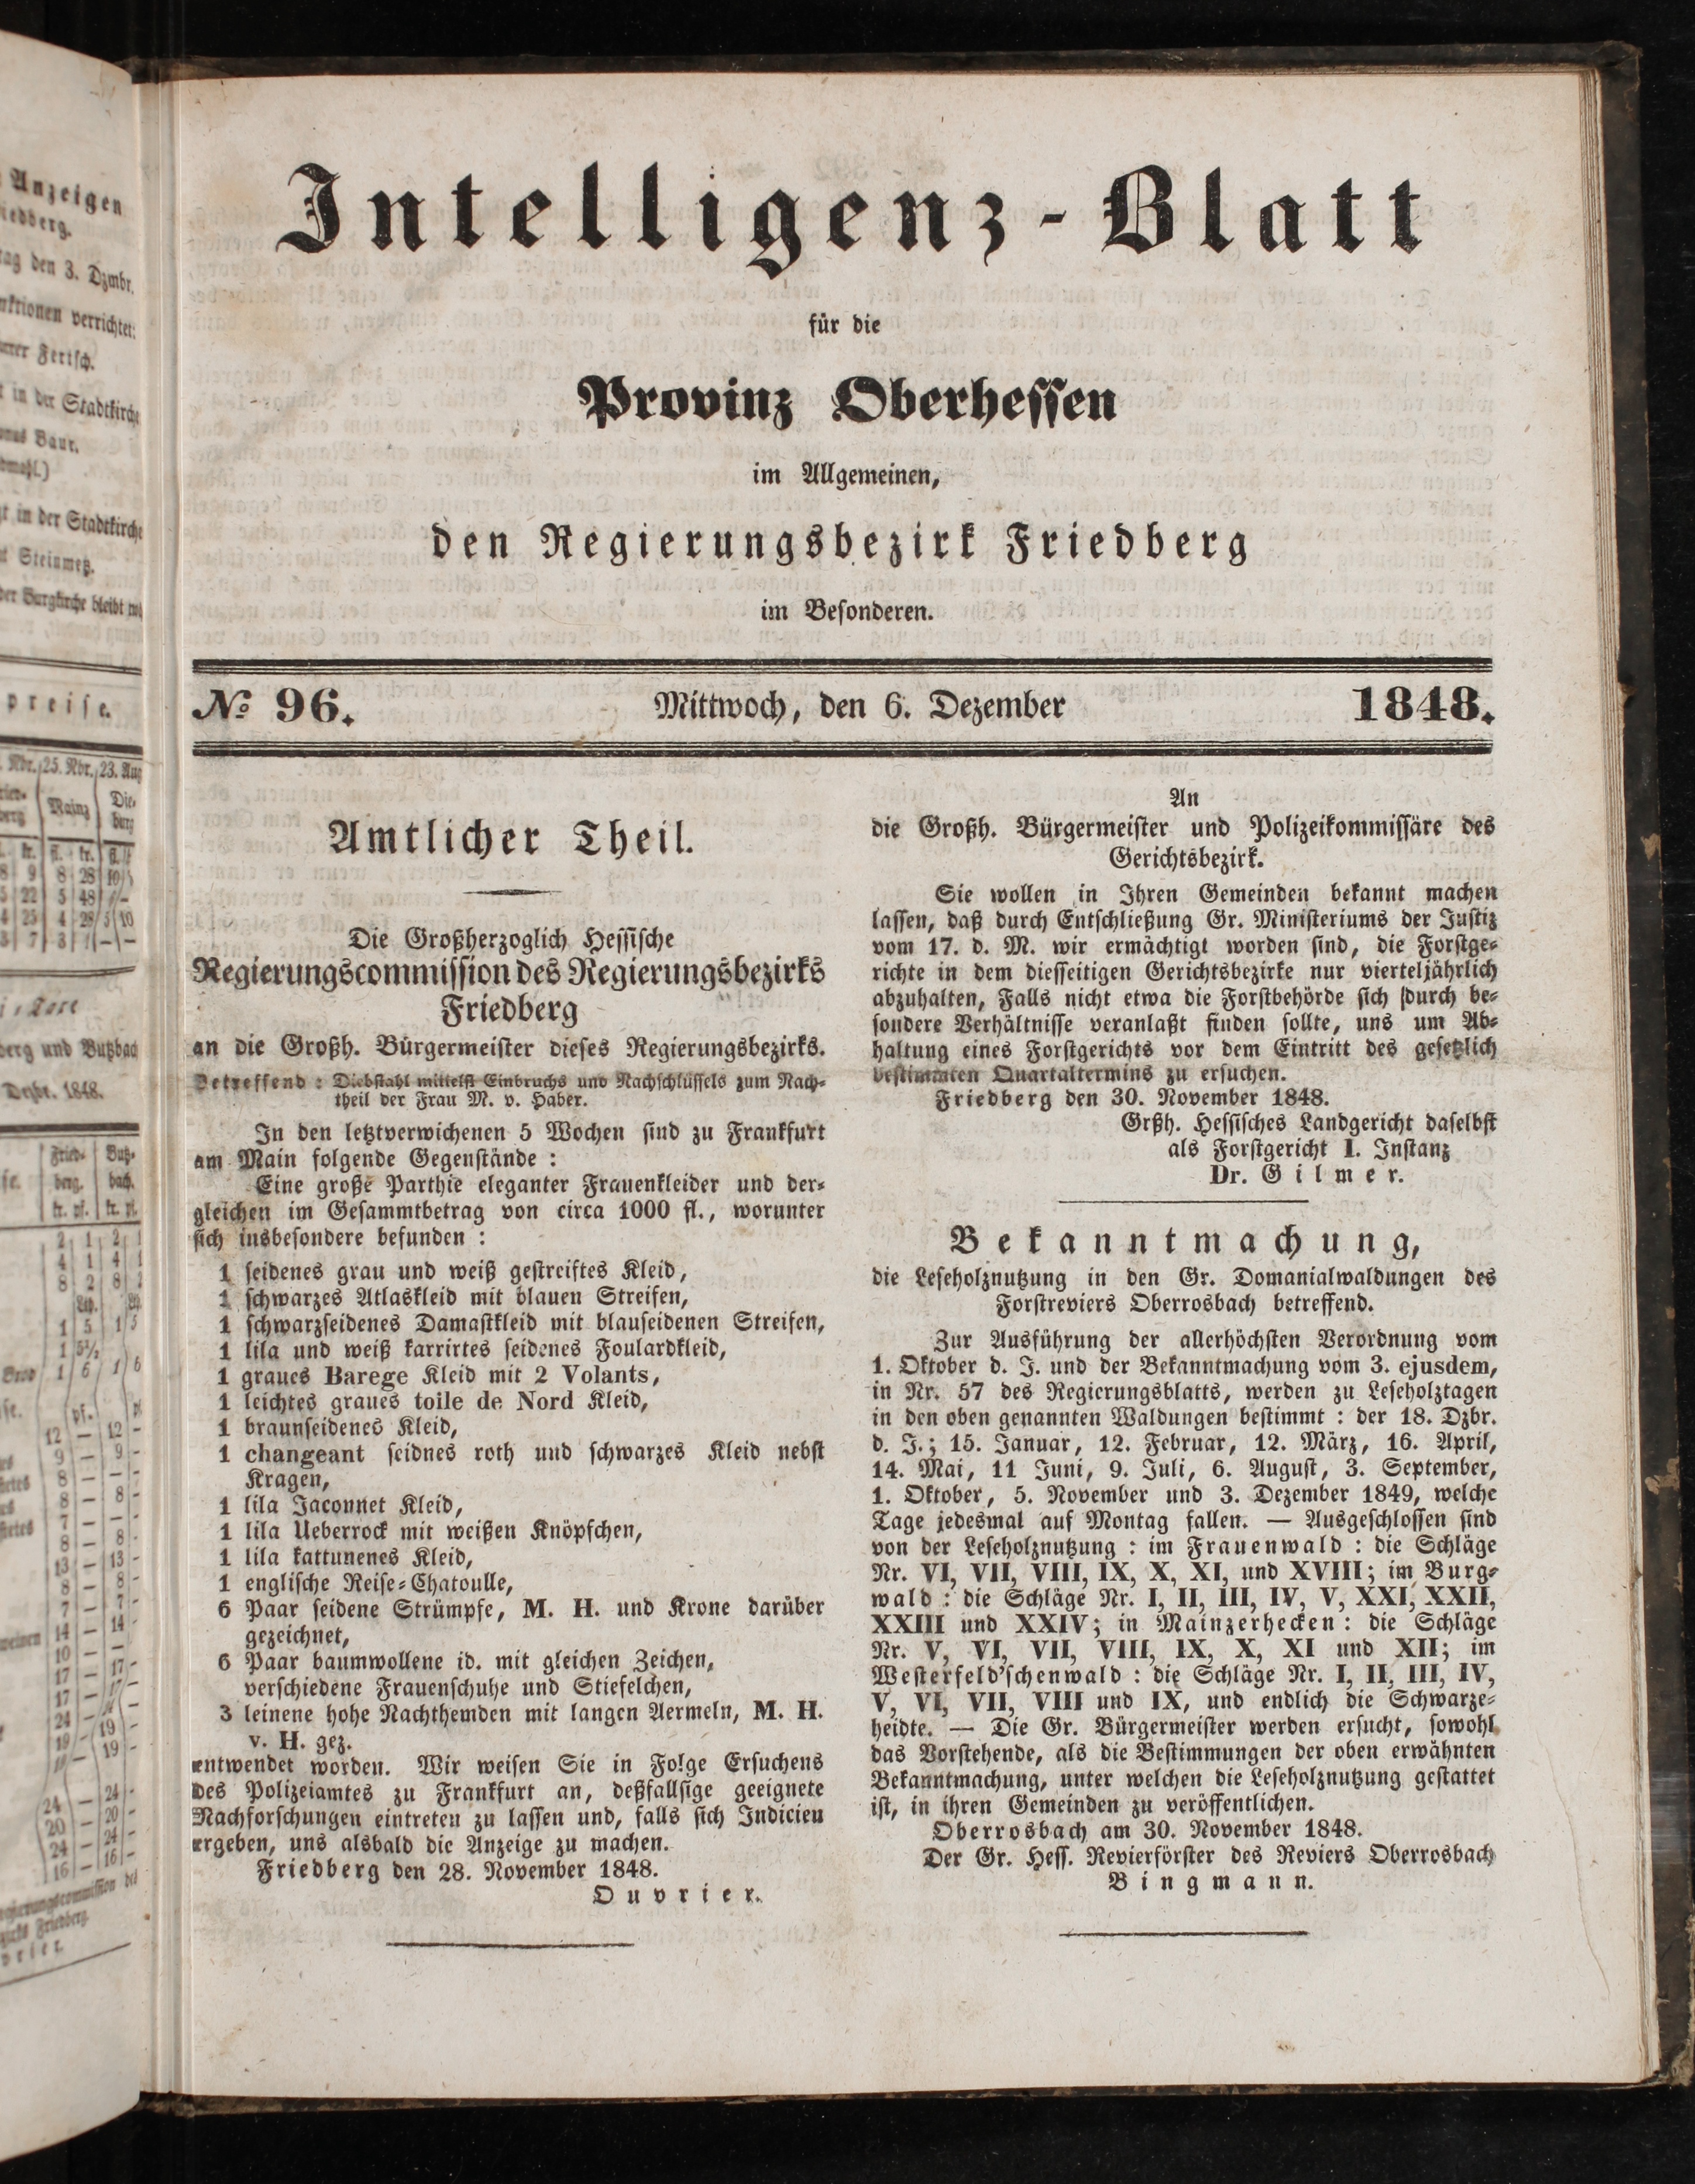 Intelligenz-Blatt
für die
Provinz Oberhessen
im Allgemeinen,
den Regierungsbezirk Friedberg
im Besonderen.
№ 96. Mittwoch, den 6. Dezember 1848.
Amtlicher Theil.
Die Großherzoglich Hessische
Regierungscommission des Regierungsbezirks
Friedberg
an die Großh. Bürgermeister dieses Regierungsbezirks.
Betreffend: Diebstahl mittelst Einbruchs und Nachschlüssels zum Nach-
theil der Frau M. v. Haber.
In den letztverwichenen 5 Wochen sind zu Frankfurt
am Main folgende Gegenstände:
Eine große Parthie eleganter Frauenkleider und der-
gleichen im Gesammtbetrag von circa 1000 fl., worunter
sich insbesondere befunden:
1 seidenes grau und weiß gestreiftes Kleid,
1 schwarzes Atlaskleid mit blauen Streifen,
1 schwarzseidenes Damastkleid mit blauseidenen Streifen,
1 lila und weiß karrirtes seidenes Foulardkleid,
1 graues Barege Kleid mit 2 Volants,
1 leichtes graues toile de Nord Kleid,
1 braunseidenes Kleid,
1 changeant seidnes roth und schwarzes Kleid nebst
Kragen,
1 lila Jaconnet Kleid,
1 lila Ueberrock mit weißen Knöpfchen,
1 lila kattunenes Kleid,
1 englische Reise-Chatoulle,
6 Paar seidene Strümpfe, M. H. und Krone darüber
gezeichnet,
6 Paar baumwollene id. mit gleichen Zeichen,
verschiedene Frauenschuhe und Stiefelchen,
3 leinene hohe Nachthemden mit langen Aermeln, M. H.
v. H. gez.
entwendet worden. Wir weisen Sie in Folge Ersuchens
des Polizeiamtes zu Frankfurt an, deßfallsige geeignete
Nachforschungen eintreten zu lassen und, falls sich Indicien
ergeben, uns alsbald die Anzeige zu machen.
Friedberg den 28. November 1848.
Ouvrier.
An
die Großh. Bürgermeister und Polizeikommissäre des
Gerichtsbezirk.
Sie wollen in Ihren Gemeinden bekannt machen
lassen, daß durch Entschließung Gr. Ministeriums der Justiz
vom 17. d. M. wir ermächtigt worden sind, die Forstge-
richte in dem diesseitigen Gerichtsbezirke nur vierteljährlich
abzuhalten, Falls nicht etwa die Forstbehörde sich durch be-
sondere Verhältnisse veranlaßt finden sollte, uns um Ab-
haltung eines Forstgerichts vor dem Eintritt des gesetzlich
bestimmten Quartaltermins zu ersuchen.
Friedberg den 30. November 1848.
Grßh. Hessisches Landgericht daselbst
als Forstgericht I. Instanz
Dr. Gilmer.
Bekanntmachung,
die Leseholznutzung in den Gr. Domanialwaldungen des
Forstreviers Oberrosbach betreffend.
Zur Ausführung der allerhöchsten Verordnung vom
1. Oktober d. J. und der Bekanntmachung vom 3. ejusdem,
in Nr. 57 des Regierungsblatts, werden zu Leseholztagen
in den oben genannten Waldungen bestimmt: der 18. Dzbr.
d. J.; 15. Januar, 12. Februar, 12. März, 16. April,
14. Mai, 11 Juni, 9. Juli, 6. August, 3. September,
1. Oktober, 5. November und 3. Dezember 1849, welche
Tage jedesmal auf Montag fallen. — Ausgeschlossen sind
von der Leseholznutzung: im Frauenwald: die Schläge
Nr. VI, VII, VIII, IX, X, XI, und XVIII; im Burg-
wald: die Schläge Nr. I, II, III, IV, V, XXI, XXII,
XXIII und XXIV; in Mainzerhecken: die Schläge
Nr. V, VI, VII, VIII, IX, X, XI und XII; im
Westerfeld'schenwald: die Schläge Nr. I, II, III, IV,
V, VI, VII, VIII und IX, und endlich die Schwarze-
heidte. — Die Gr. Bürgermeister werden ersucht, sowohl
das Vorstehende, als die Bestimmungen der oben erwähnten
Bekanntmachung, unter welchen die Leseholznutzung gestattet
ist, in ihren Gemeinden zu veröffentlichen.
Oberrosbach am 30. November 1848.
Der Gr. Hess. Revierförster des Reviers Oberrosbach
Bingmann.